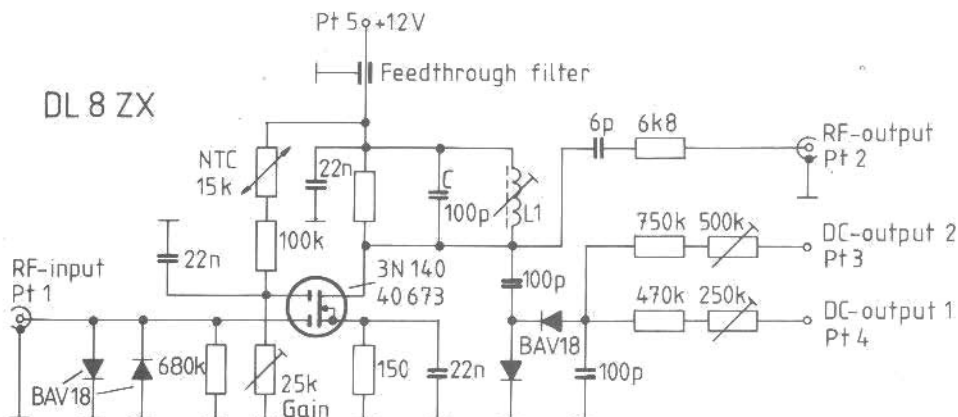 Pt 5 +12V
Feedthrough filter
DL 8 ZX
6p
6k8
RF-output
Pt 2
NTC
15k
22n
C
100p
L1
100k
22n
750k
500k
DC-output 2
Pt 3
RF-input
Pt 1
3N 140
40673
100p
470k
250k
DC-output 1
Pt 4
BAV18
BAV18
680k
25k
Gain
150
22n
100p